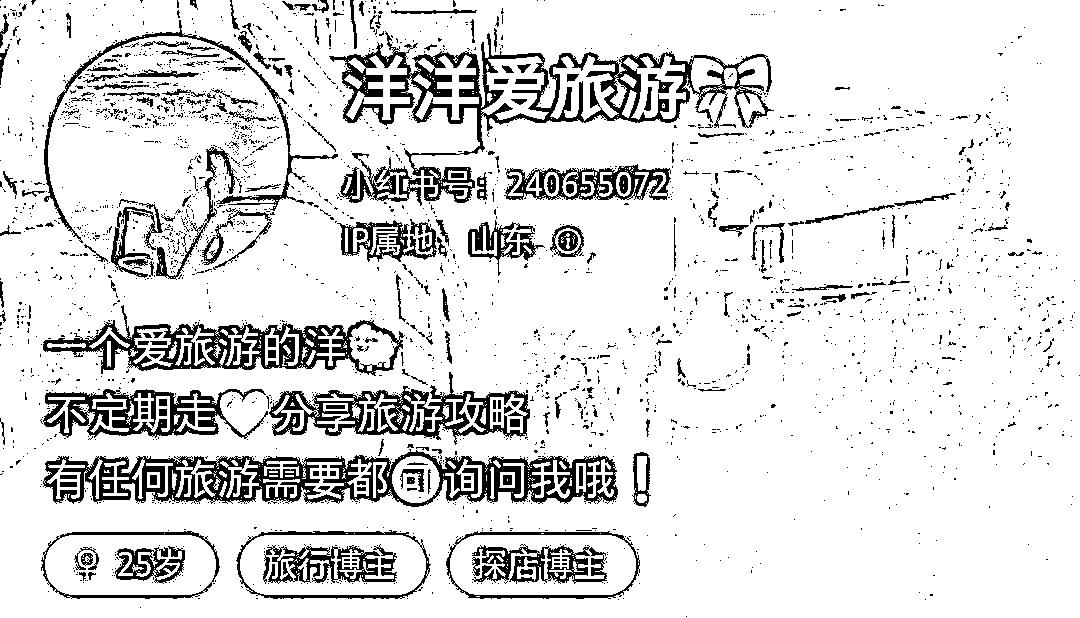 洋洋爱旅游🎀
小红书号：240655072
IP属地：山东
一个爱旅游的洋🐑
不定期走♡分享旅游攻略
有任何旅游需要都🉑询问我哦❗
♀ 25岁
旅行博主
探店博主